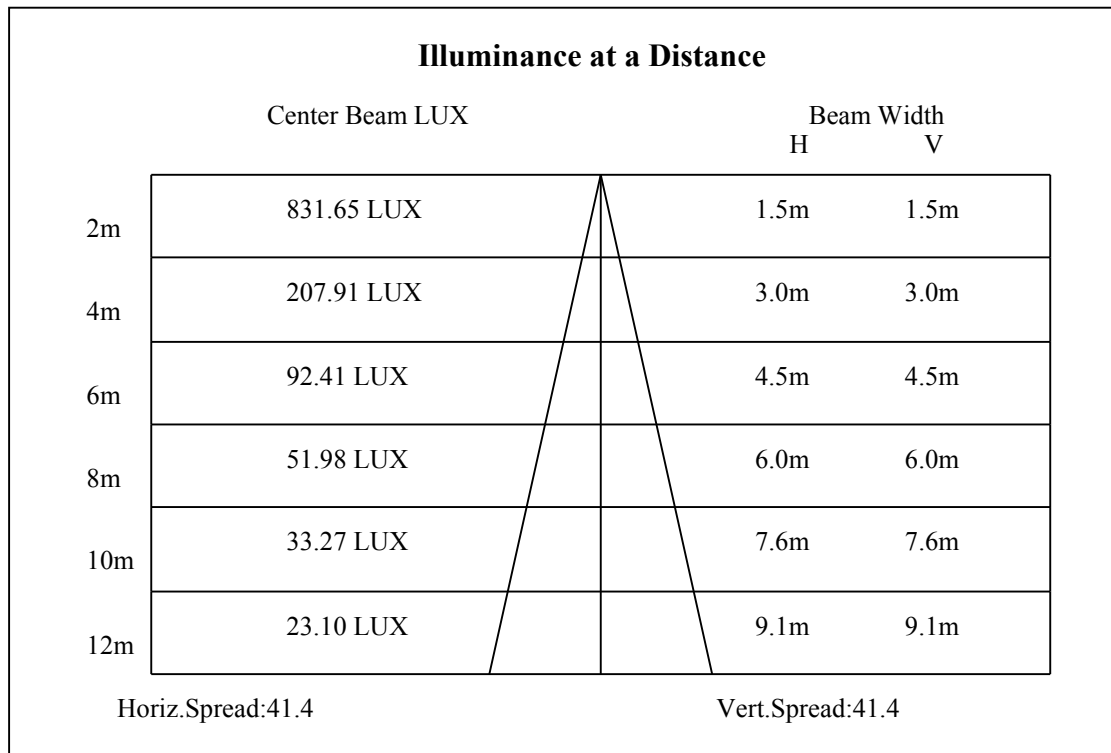 Illuminance at a Distance
Center Beam LUX Beam Width
H V
2m 831.65 LUX 1.5m 1.5m
4m 207.91 LUX 3.0m 3.0m
6m 92.41 LUX 4.5m 4.5m
8m 51.98 LUX 6.0m 6.0m
10m 33.27 LUX 7.6m 7.6m
12m 23.10 LUX 9.1m 9.1m
Horiz.Spread:41.4 Vert.Spread:41.4